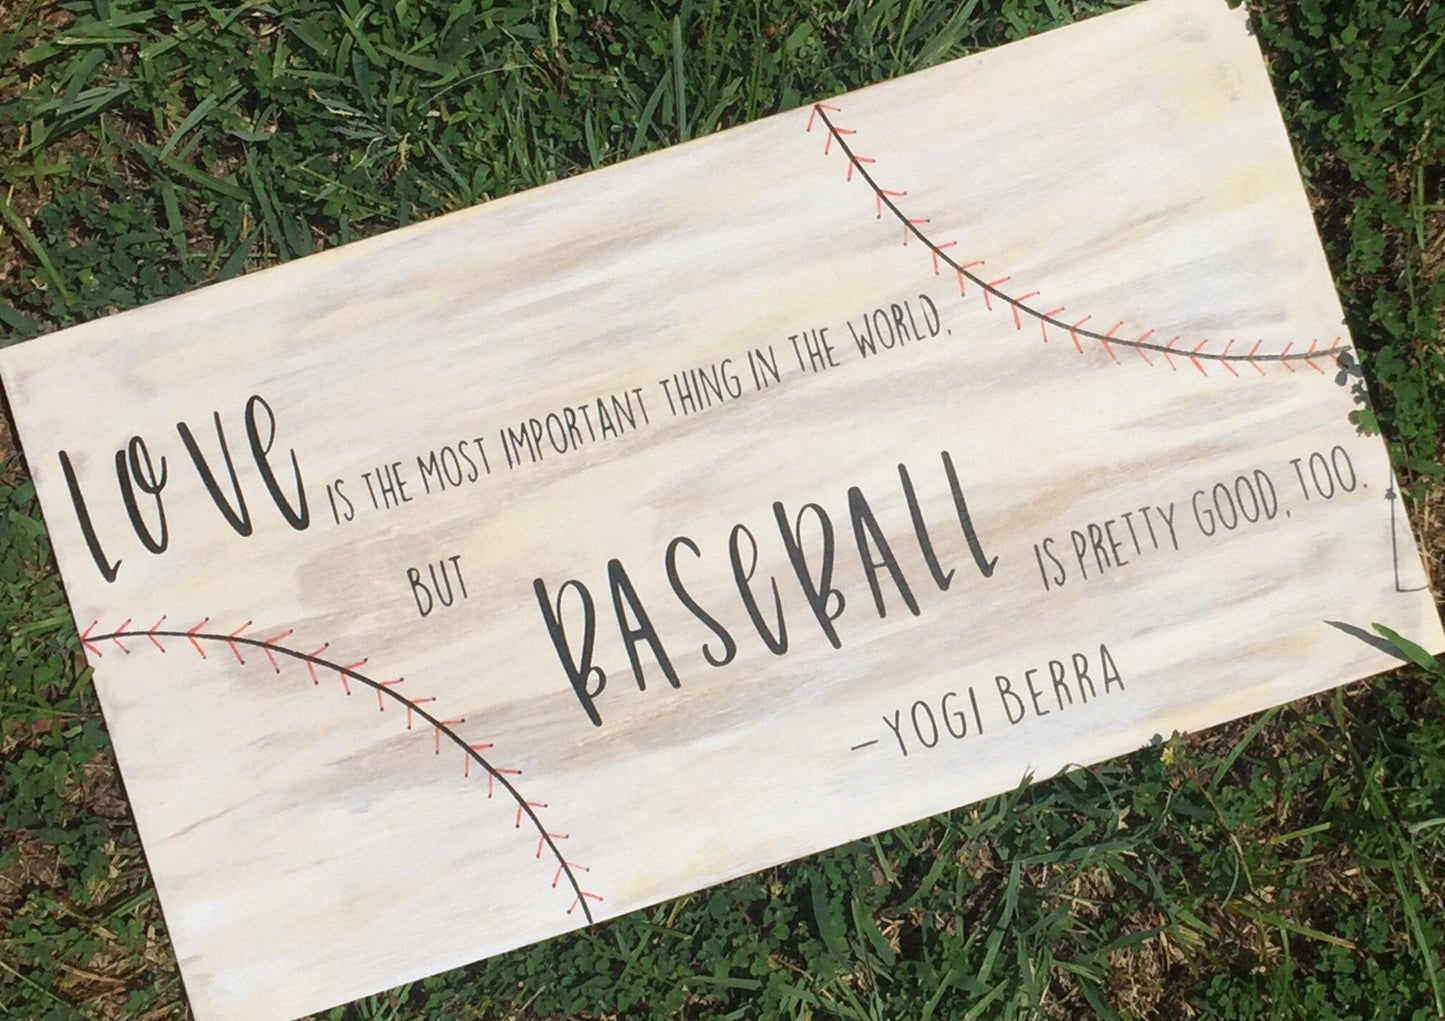 LOVE IS THE MOST IMPORTANT THING IN THE WORLD,
BUT BASEBALL IS PRETTY GOOD, TOO.
–YOGI BERRA